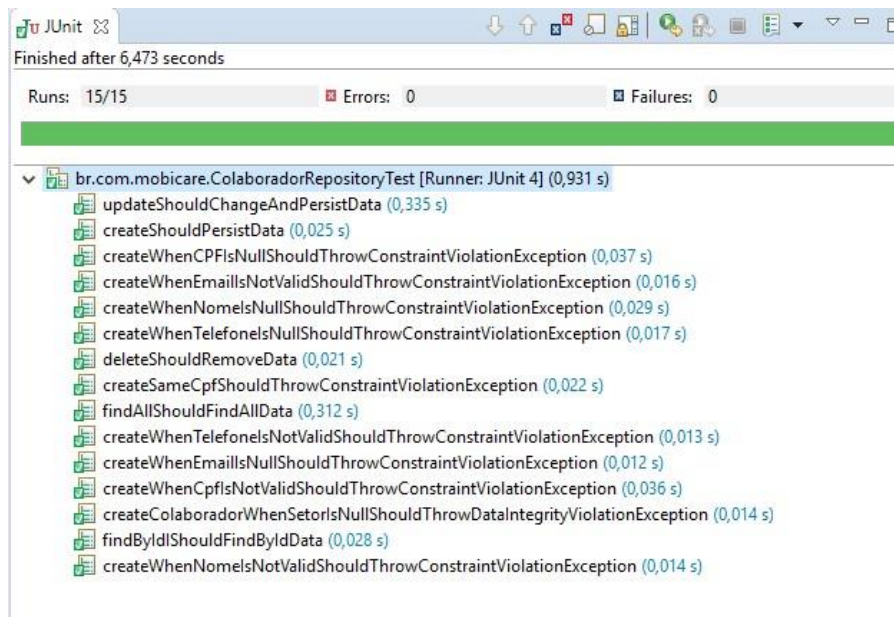 JUnit
Finished after 6,473 seconds
Runs: 15/15 Errors: 0 Failures: 0
br.com.mobicare.ColaboradorRepositoryTest [Runner: JUnit 4] (0,931 s)
updateShouldChangeAndPersistData (0,335 s)
createShouldPersistData (0,025 s)
createWhenCPFIsNullShouldThrowConstraintViolationException (0,037 s)
createWhenEmailIsNotValidShouldThrowConstraintViolationException (0,016 s)
createWhenNomeIsNullShouldThrowConstraintViolationException (0,029 s)
createWhenTelefoneIsNullShouldThrowConstraintViolationException (0,017 s)
deleteShouldRemoveData (0,021 s)
createSameCpfShouldThrowConstraintViolationException (0,022 s)
findAllShouldFindAllData (0,312 s)
createWhenTelefoneIsNotValidShouldThrowConstraintViolationException (0,013 s)
createWhenEmailIsNullShouldThrowConstraintViolationException (0,012 s)
createWhenCpfIsNotValidShouldThrowConstraintViolationException (0,036 s)
createColaboradorWhenSetorIsNullShouldThrowDataIntegrityViolationException (0,014 s)
findByIdIShouldFindByIdData (0,028 s)
createWhenNomeIsNotValidShouldThrowConstraintViolationException (0,014 s)